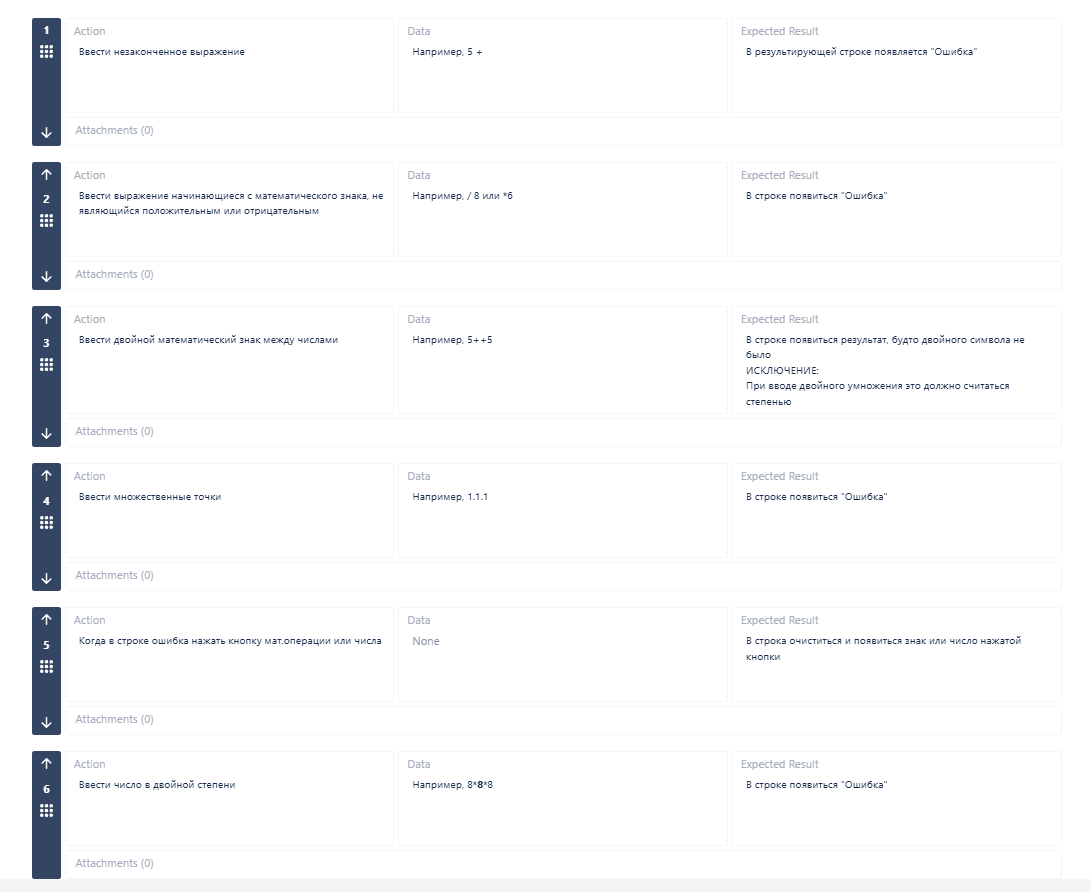 1
Action
Data
Expected Result
Ввести незаконченное выражение
Например, 5 +
В результирующей строке появляется "Ошибка"
Attachments (0)
2
Action
Data
Expected Result
Ввести выражение начинающиеся с математического знака, не
являющийся положительным или отрицательным
Например, / 8 или *6
В строке появиться "Ошибка"
Attachments (0)
3
Action
Data
Expected Result
Ввести двойной математический знак между числами
Например, 5++5
В строке появиться результат, будто двойного символа не
было
ИСКЛЮЧЕНИЕ:
При вводе двойного умножения это должно считаться
степенью
Attachments (0)
4
Action
Data
Expected Result
Ввести множественные точки
Например, 1.1.1
В строке появиться "Ошибка"
Attachments (0)
5
Action
Data
Expected Result
Когда в строке ошибка нажать кнопку мат.операции или числа
None
В строка очиститься и появиться знак или число нажатой
кнопки
Attachments (0)
6
Action
Data
Expected Result
Ввести число в двойной степени
Например, 8*8*8
В строке появиться "Ошибка"
Attachments (0)